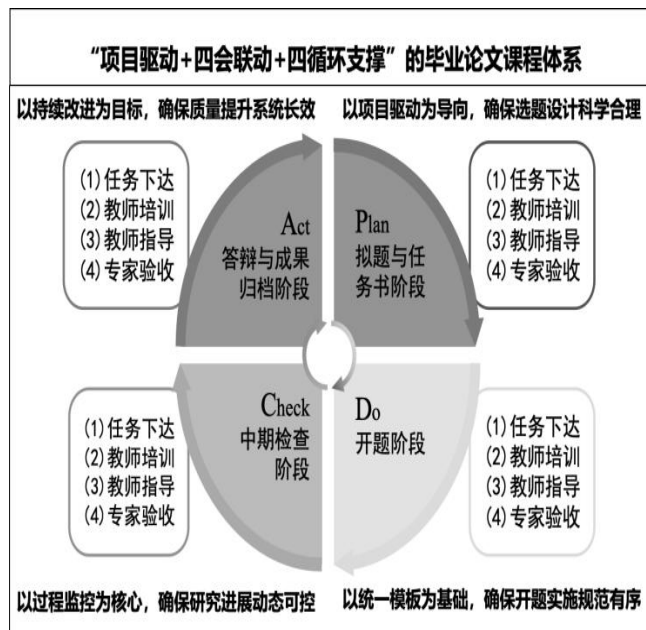 “项目驱动+四会联动+四循环支撑”的毕业论文课程体系
以持续改进为目标，确保质量提升系统长效
以项目驱动为导向，确保选题设计科学合理
(1)任务下达
(2)教师培训
(3)教师指导
(4)专家验收
Act
答辩与成果
归档阶段
Plan
拟题与任
务书阶段
(1)任务下达
(2)教师培训
(3)教师指导
(4)专家验收
(1)任务下达
(2)教师培训
(3)教师指导
(4)专家验收
Check
中期检查
阶段
Do
开题阶段
(1)任务下达
(2)教师培训
(3)教师指导
(4)专家验收
以过程监控为核心，确保研究进展动态可控
以统一模板为基础，确保开题实施规范有序